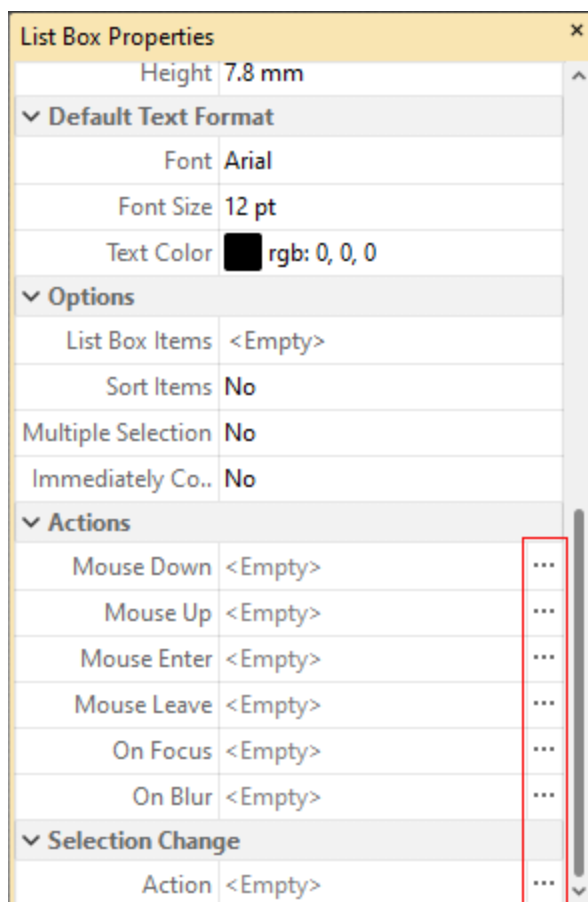 List Box Properties
Height 7.8 mm
Default Text Format
Font Arial
Font Size 12 pt
Text Color rgb: 0, 0, 0
Options
List Box Items <Empty>
Sort Items No
Multiple Selection No
Immediately Co.. No
Actions
Mouse Down <Empty> ...
Mouse Up <Empty> ...
Mouse Enter <Empty> ...
Mouse Leave <Empty> ...
On Focus <Empty> ...
On Blur <Empty> ...
Selection Change
Action <Empty> ...